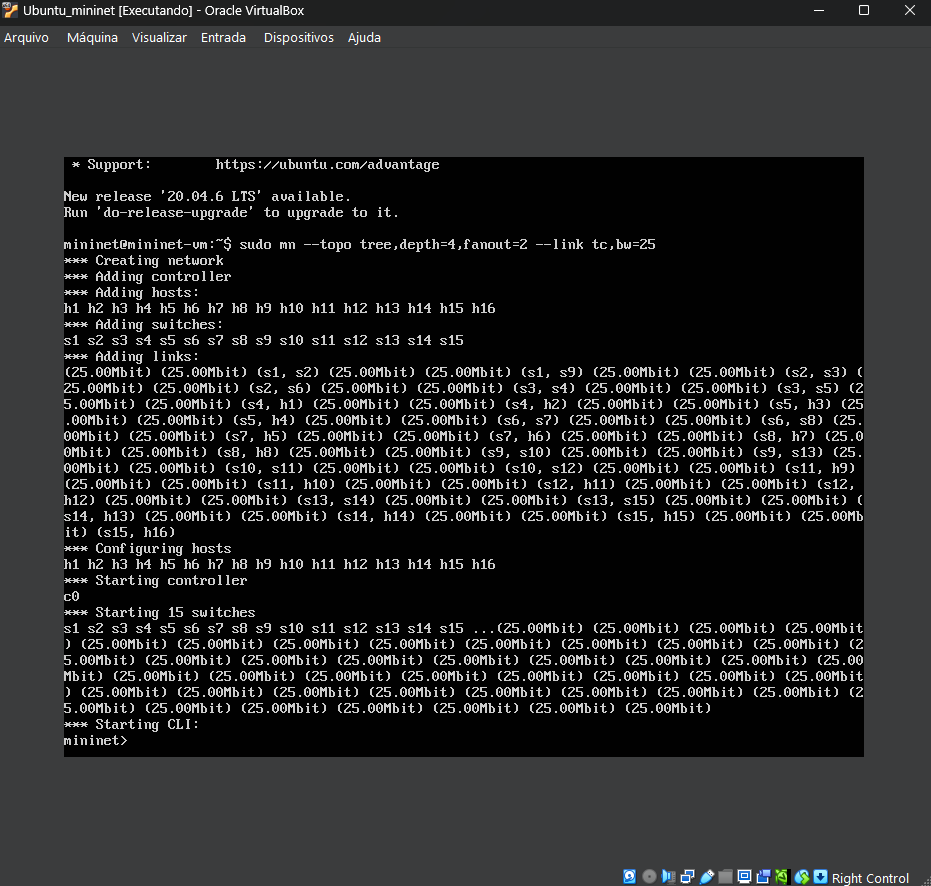 Ubuntu_mininet [Executando] - Oracle VirtualBox
Arquivo Máquina Visualizar Entrada Dispositivos Ajuda
* Support: https://ubuntu.com/advantage
New release '20.04.6 LTS' available.
Run 'do-release-upgrade' to upgrade to it.
mininet@mininet-vm:~$ sudo mn --topo tree,depth=4,fanout=2 --link tc,bw=25
*** Creating network
*** Adding controller
*** Adding hosts:
h1 h2 h3 h4 h5 h6 h7 h8 h9 h10 h11 h12 h13 h14 h15 h16
*** Adding switches:
s1 s2 s3 s4 s5 s6 s7 s8 s9 s10 s11 s12 s13 s14 s15
*** Adding links:
(25.00Mbit) (25.00Mbit) (s1, s2) (25.00Mbit) (25.00Mbit) (s1, s9) (25.00Mbit) (25.00Mbit) (s2, s3) (
25.00Mbit) (25.00Mbit) (s2, s6) (25.00Mbit) (25.00Mbit) (s3, s4) (25.00Mbit) (25.00Mbit) (s3, s5) (2
5.00Mbit) (25.00Mbit) (s4, h1) (25.00Mbit) (25.00Mbit) (s4, h2) (25.00Mbit) (25.00Mbit) (s5, h3) (25
.00Mbit) (25.00Mbit) (s5, h4) (25.00Mbit) (25.00Mbit) (s6, s7) (25.00Mbit) (25.00Mbit) (s6, s8) (25.
00Mbit) (25.00Mbit) (s7, h5) (25.00Mbit) (25.00Mbit) (s7, h6) (25.00Mbit) (25.00Mbit) (s8, h7) (25.0
0Mbit) (25.00Mbit) (s8, h8) (25.00Mbit) (25.00Mbit) (s9, s10) (25.00Mbit) (25.00Mbit) (s9, s13) (25.
00Mbit) (25.00Mbit) (s10, s11) (25.00Mbit) (25.00Mbit) (s10, s12) (25.00Mbit) (25.00Mbit) (s11, h9)
(25.00Mbit) (25.00Mbit) (s11, h10) (25.00Mbit) (25.00Mbit) (s12, h11) (25.00Mbit) (25.00Mbit) (s12,
h12) (25.00Mbit) (25.00Mbit) (s13, s14) (25.00Mbit) (25.00Mbit) (s13, s15) (25.00Mbit) (25.00Mbit) (
s14, h13) (25.00Mbit) (25.00Mbit) (s14, h14) (25.00Mbit) (25.00Mbit) (s15, h15) (25.00Mbit) (25.00Mb
it) (s15, h16)
*** Configuring hosts
h1 h2 h3 h4 h5 h6 h7 h8 h9 h10 h11 h12 h13 h14 h15 h16
*** Starting controller
c0
*** Starting 15 switches
s1 s2 s3 s4 s5 s6 s7 s8 s9 s10 s11 s12 s13 s14 s15 ...(25.00Mbit) (25.00Mbit) (25.00Mbit) (25.00Mbit
) (25.00Mbit) (25.00Mbit) (25.00Mbit) (25.00Mbit) (25.00Mbit) (25.00Mbit) (25.00Mbit) (25.00Mbit) (2
5.00Mbit) (25.00Mbit) (25.00Mbit) (25.00Mbit) (25.00Mbit) (25.00Mbit) (25.00Mbit) (25.00Mbit) (25.00
Mbit) (25.00Mbit) (25.00Mbit) (25.00Mbit) (25.00Mbit) (25.00Mbit) (25.00Mbit) (25.00Mbit) (25.00Mbit
) (25.00Mbit) (25.00Mbit) (25.00Mbit) (25.00Mbit) (25.00Mbit) (25.00Mbit) (25.00Mbit) (25.00Mbit) (2
5.00Mbit) (25.00Mbit) (25.00Mbit) (25.00Mbit) (25.00Mbit) (25.00Mbit) (25.00Mbit)
*** Starting CLI:
mininet>
Right Control